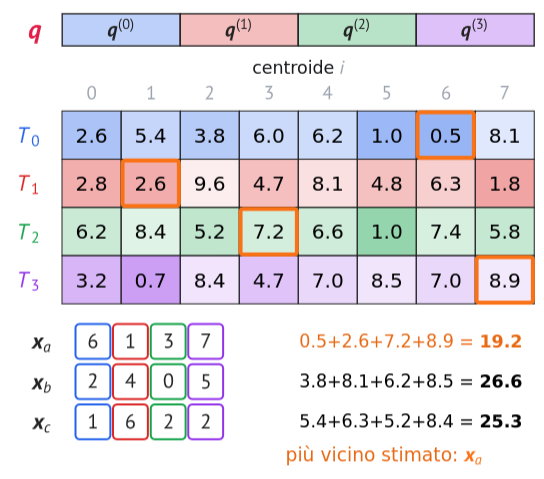 q q⁽⁰⁾ q⁽¹⁾ q⁽²⁾ q⁽³⁾
centroide i
0 1 2 3 4 5 6 7
T₀ 2.6 5.4 3.8 6.0 6.2 1.0 0.5 8.1
T₁ 2.8 2.6 9.6 4.7 8.1 4.8 6.3 1.8
T₂ 6.2 8.4 5.2 7.2 6.6 1.0 7.4 5.8
T₃ 3.2 0.7 8.4 4.7 7.0 8.5 7.0 8.9
xₐ 6 1 3 7 0.5+2.6+7.2+8.9 = 19.2
x_b 2 4 0 5 3.8+8.1+6.2+8.5 = 26.6
x_c 1 6 2 2 5.4+6.3+5.2+8.4 = 25.3
più vicino stimato: xₐ